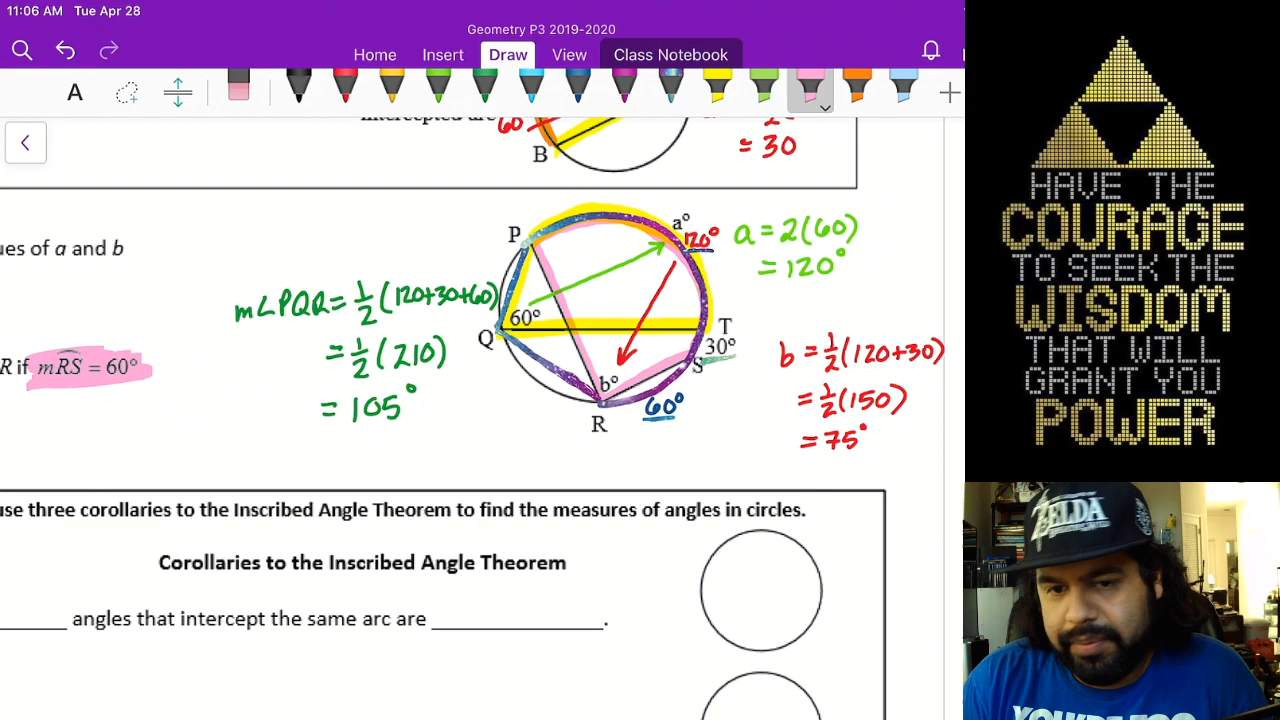 11:06 AM Tue Apr 28
Geometry P3 2019-2020
Home Insert Draw View Class Notebook
A
60
B
= 30
ues of a and b
P
a°
120°
a = 2(60)
= 120°
m∠PQR = 1/2 (120+30+60)
= 1/2 (210)
= 105°
60°
Q
T
30°
S
b°
R
60°
b = 1/2 (120+30)
= 1/2 (150)
= 75°
R if mRS = 60°
use three corollaries to the Inscribed Angle Theorem to find the measures of angles in circles.
Corollaries to the Inscribed Angle Theorem
______ angles that intercept the same arc are ________________.
HAVE THE
COURAGE
TO SEEK THE
WISDOM
THAT WILL
GRANT YOU
POWER
ZELDA